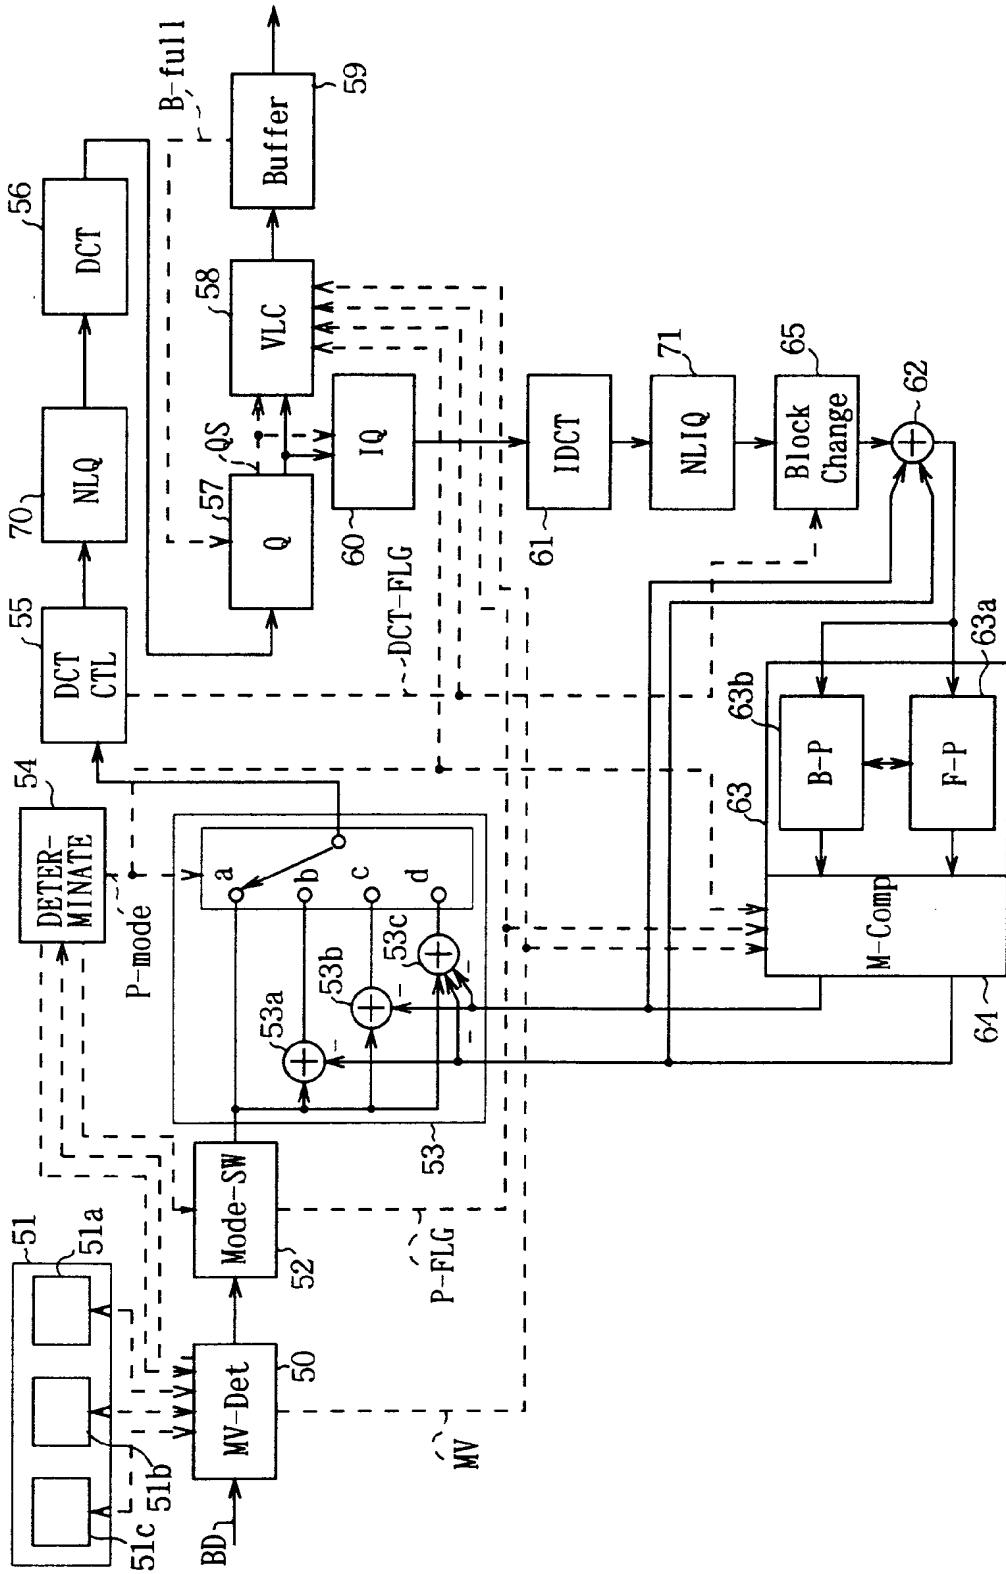 51
51a
51b
51c
BD
MV-Det
50
MV
Mode-SW
52
P-FLG
DETER-
MINATE
54
P-mode
53
53a
53b
53c
a
b
c
d
-
-
-
-
DCT
CTL
55
DCT-FLG
NLQ
70
DCT
56
Q
57
QS
VLC
58
Buffer
59
B-full
IQ
60
IDCT
61
NLIQ
71
Block
Change
65
62
63
B-P
63b
F-P
63a
M-Comp
64